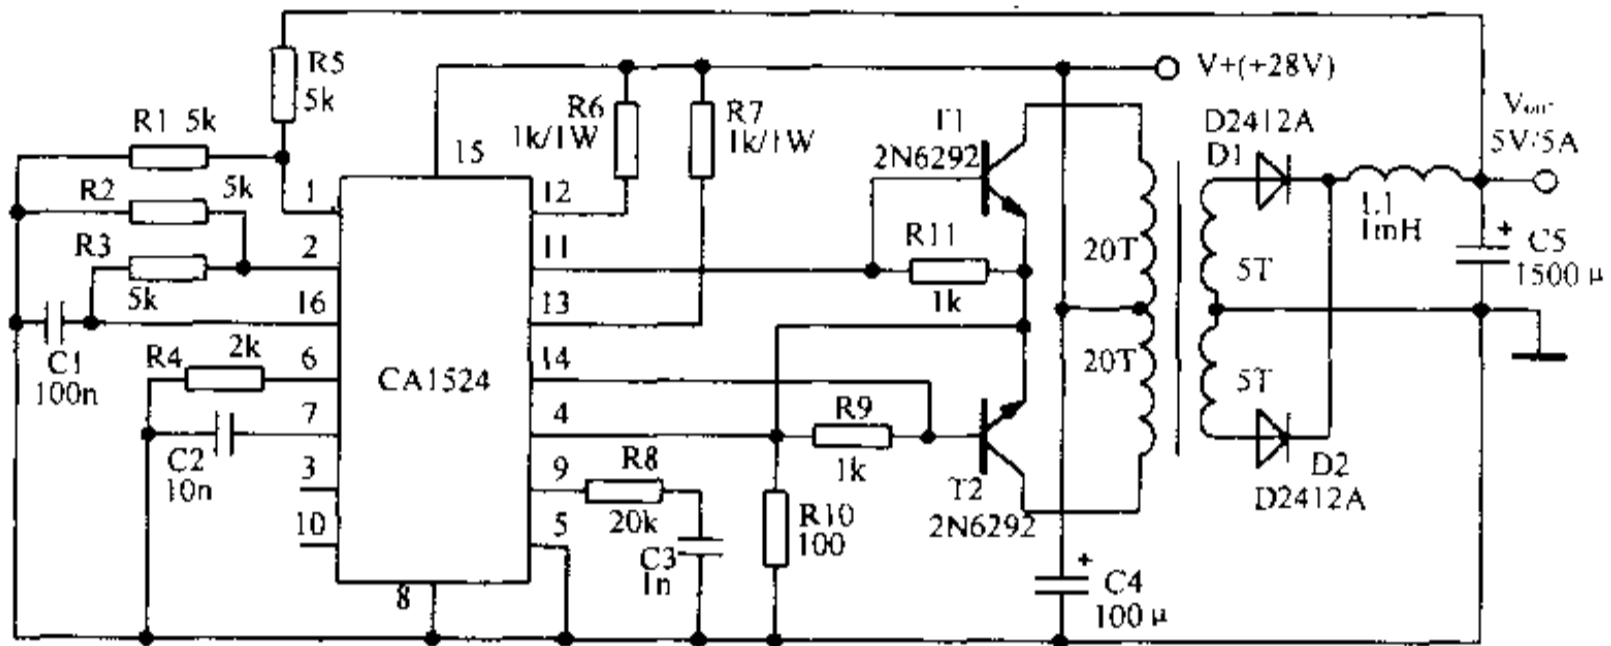 R5
5k
V+(+28V)
R1 5k
R6
1k/1W
R7
1k/1W
15
2N6292
D2412A
D1
5V/5A
R2
5k
1
12
R3
5k
2
11
R11
1k
20T
5T
1mH
C5
1500 μ
+
16
13
C1
100n
R4
2k
6
14
CA1524
20T
5T
7
4
R9
1k
C2
10n
3
9
R8
20k
T2
2N6292
D2
D2412A
10
5
R10
100
C3
1n
8
+
C4
100 μ